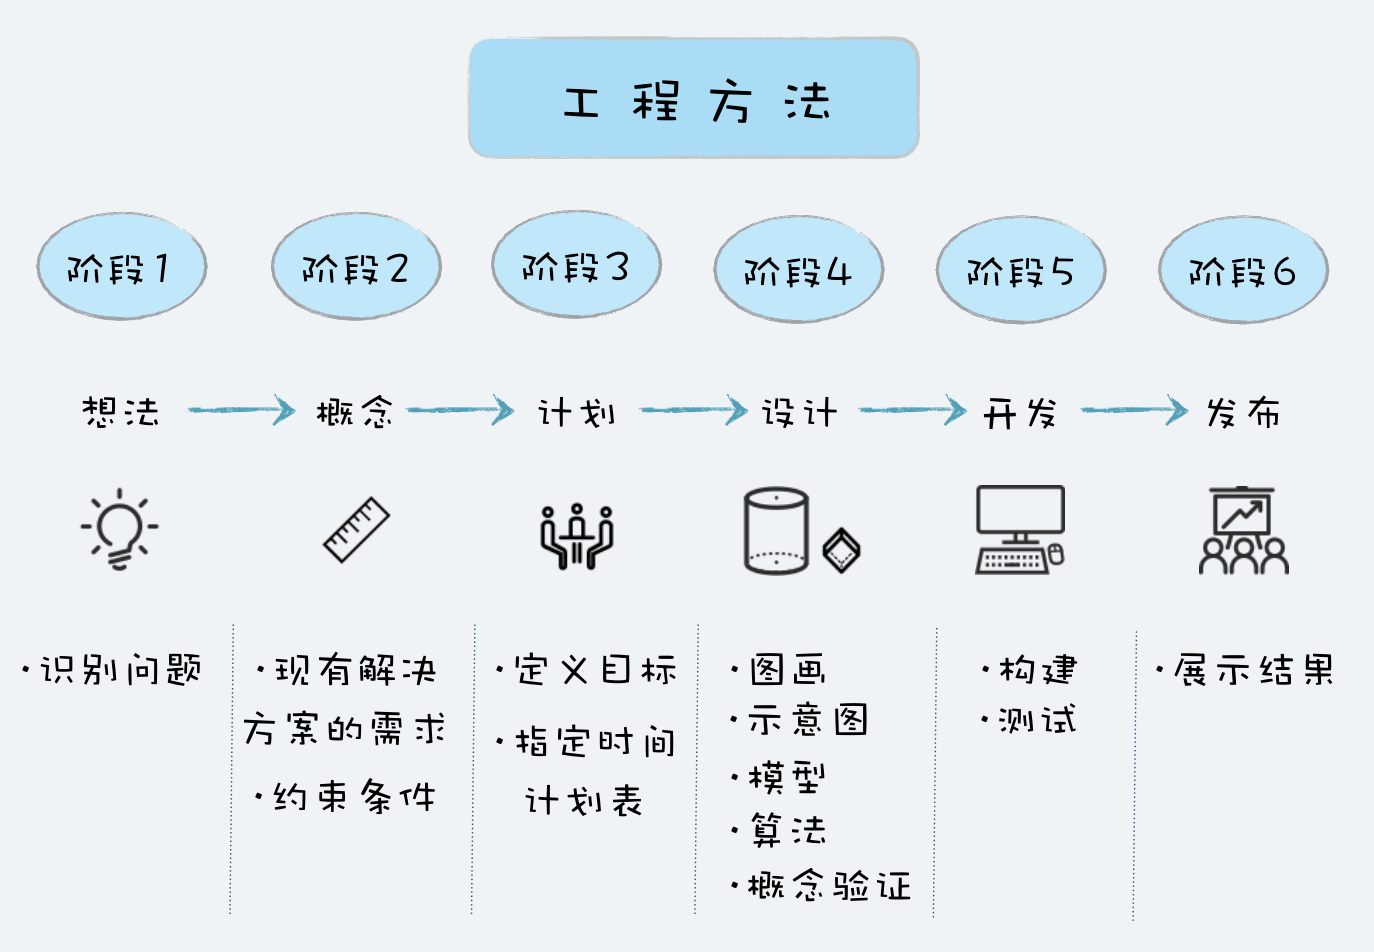 工程方法
阶段1
阶段2
阶段3
阶段4
阶段5
阶段6
想法
概念
计划
设计
开发
发布
·识别问题
·现有解决
方案的需求
·约束条件
·定义目标
·指定时间
计划表
·图画
·示意图
·模型
·算法
·概念验证
·构建
·测试
·展示结果